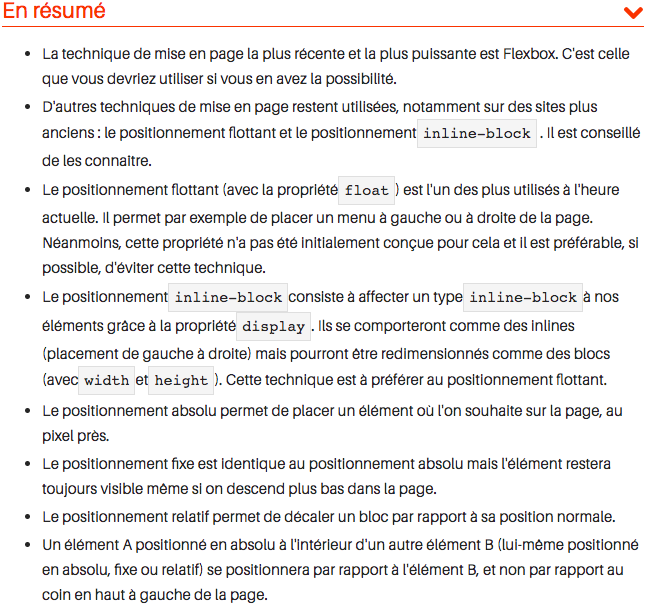 En résumé
La technique de mise en page la plus récente et la plus puissante est Flexbox. C'est celle
que vous devriez utiliser si vous en avez la possibilité.
D'autres techniques de mise en page restent utilisées, notamment sur des sites plus
anciens : le positionnement flottant et le positionnement inline-block . Il est conseillé
de les connaître.
Le positionnement flottant (avec la propriété float ) est l'un des plus utilisés à l'heure
actuelle. Il permet par exemple de placer un menu à gauche ou à droite de la page.
Néanmoins, cette propriété n'a pas été initialement conçue pour cela et il est préférable, si
possible, d'éviter cette technique.
Le positionnement inline-block consiste à affecter un type inline-block à nos
éléments grâce à la propriété display . Ils se comporteront comme des inlines
(placement de gauche à droite) mais pourront être redimensionnés comme des blocs
(avec width et height ). Cette technique est à préférer au positionnement flottant.
Le positionnement absolu permet de placer un élément où l'on souhaite sur la page, au
pixel près.
Le positionnement fixe est identique au positionnement absolu mais l'élément restera
toujours visible même si on descend plus bas dans la page.
Le positionnement relatif permet de décaler un bloc par rapport à sa position normale.
Un élément A positionné en absolu à l'intérieur d'un autre élément B (lui-même positionné
en absolu, fixe ou relatif) se positionnera par rapport à l'élément B, et non par rapport au
coin en haut à gauche de la page.